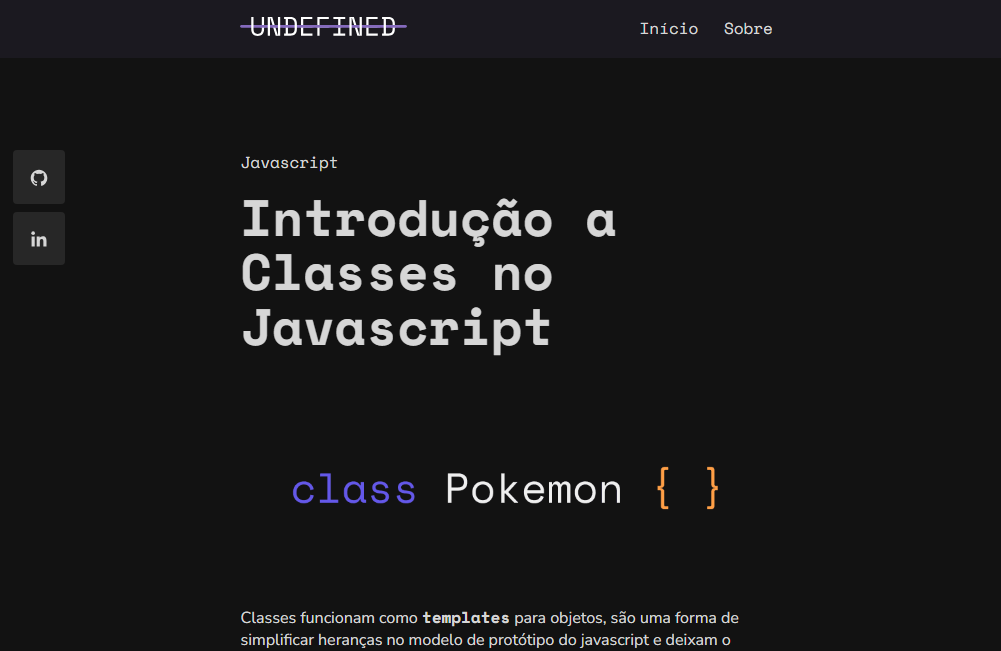 UNDEFINED
Início Sobre
Javascript
Introdução a
Classes no
Javascript
in
class Pokemon { }
Classes funcionam como templates para objetos, são uma forma de
simplificar heranças no modelo de protótipo do javascript e deixam o